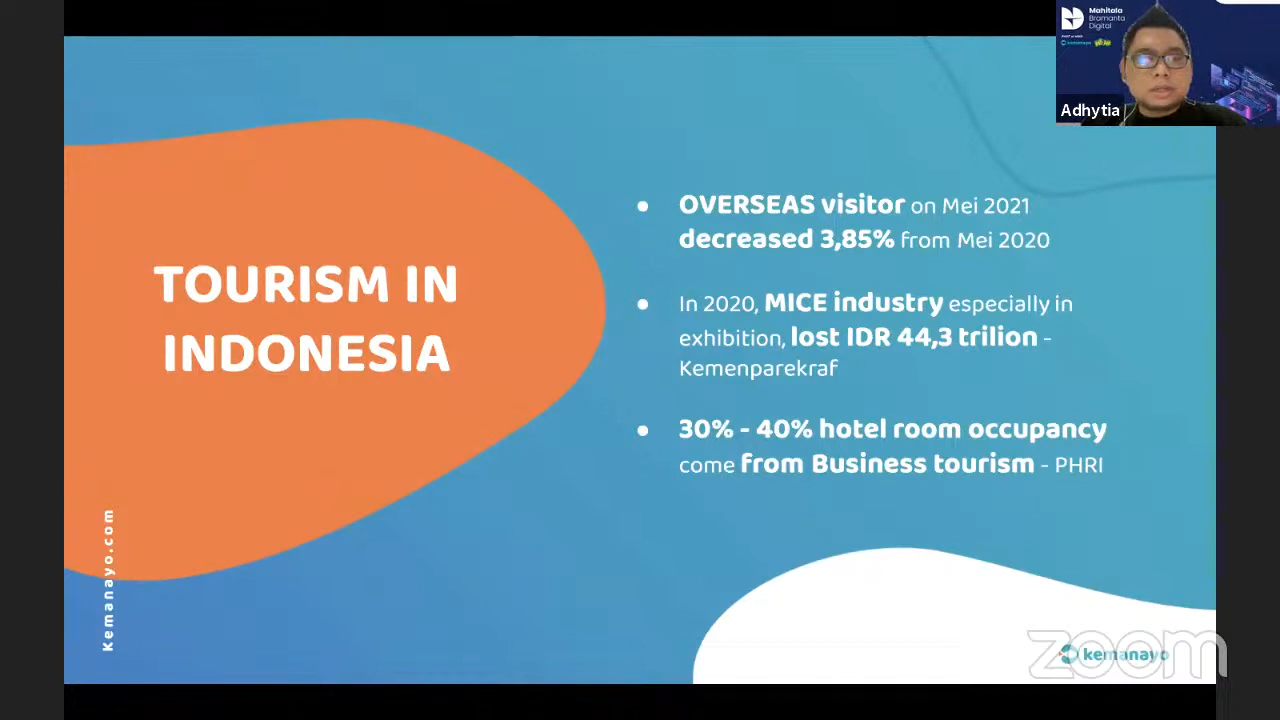 Mahitala
Bramanta
Digital
kemanayo
Adhytia
TOURISM IN
INDONESIA
• OVERSEAS visitor on Mei 2021
decreased 3,85% from Mei 2020
• In 2020, MICE industry especially in
exhibition, lost IDR 44,3 trilion -
Kemenparekraf
• 30% - 40% hotel room occupancy
come from Business tourism - PHRI
Kemanayo.com
kemanayo
zoom